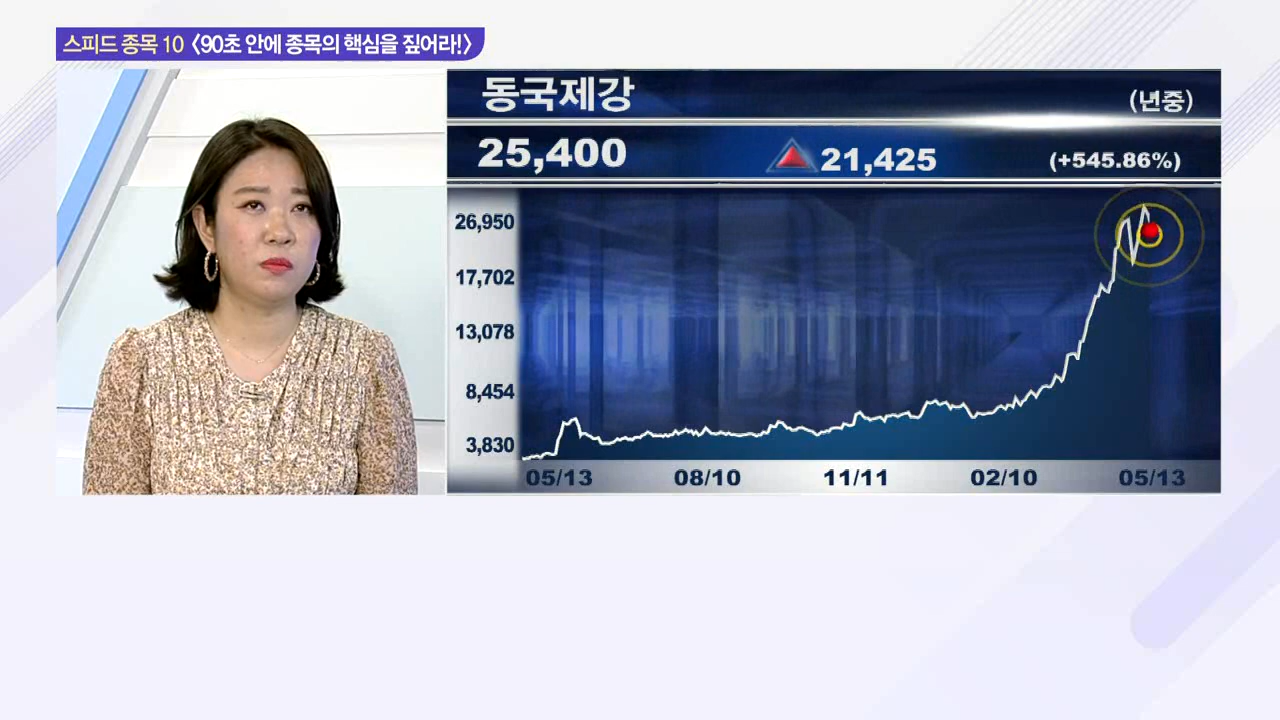 스피드 종목 10 <90초 안에 종목의 핵심을 짚어라!>
동국제강 (년중)
25,400 21,425 (+545.86%)
26,950
17,702
13,078
8,454
3,830
05/13 08/10 11/11 02/10 05/13